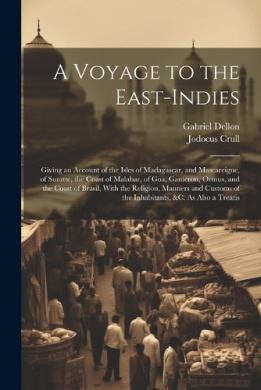 A Voyage to the
East-Indies
Gabriel Dellon
Jodocus Crull
Giving an Account of the Isles of Madagascar, and Mascareigne,
of Suratte, the Coast of Malabar, of Goa, Gameron, Ormus, and
the Coast of Brasil, With the Religion, Manners and Customs of
the Inhabitants, &C. As Also a Treatis